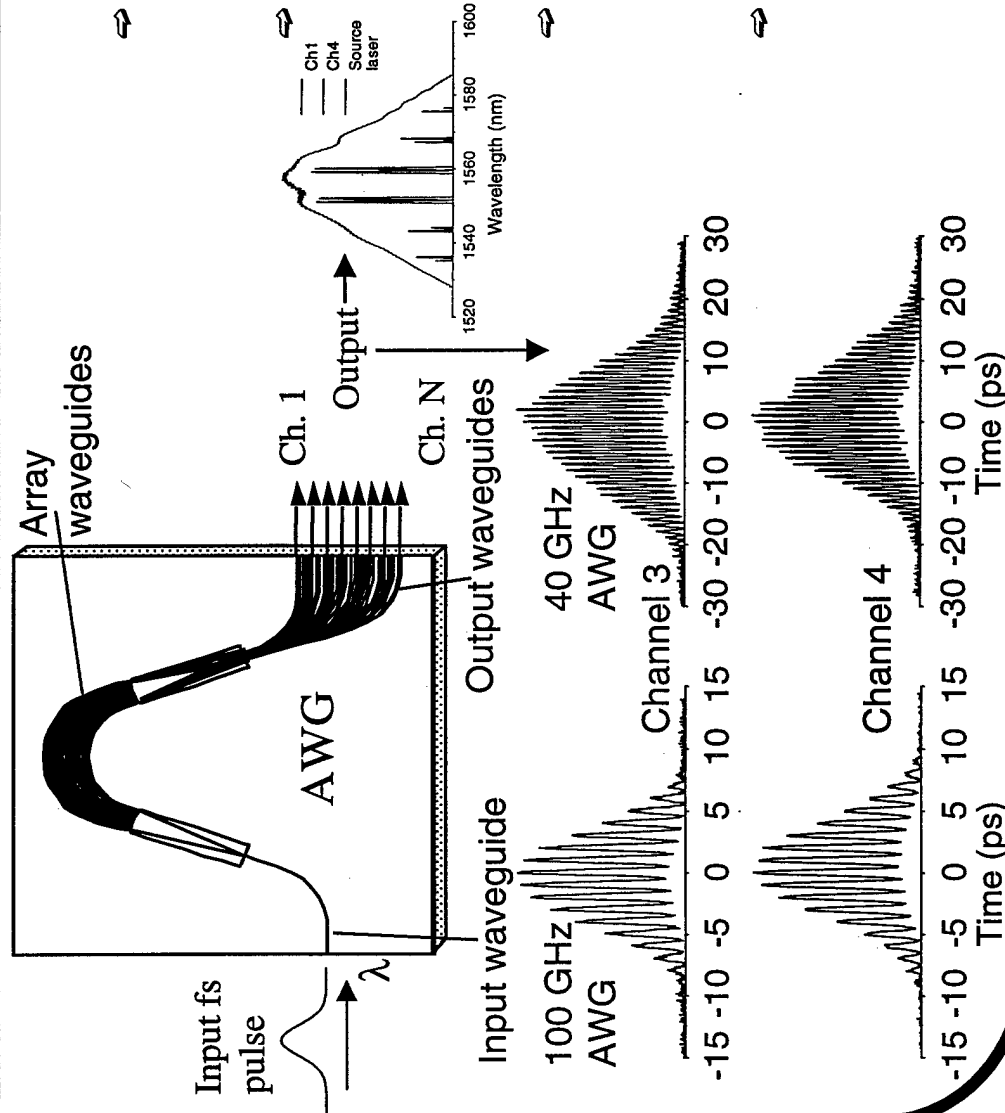 Array
waveguides
Input fs
pulse
λ
AWG
Ch. 1
Output
Ch. N
Input waveguide
Output waveguides
Ch1
Ch4
Source
laser
1520 1540 1560 1580 1600
Wavelength (nm)
100 GHz
AWG
40 GHz
AWG
Channel 3
-15 -10 -5 0 5 10 15
-30 -20 -10 0 10 20 30
Channel 4
-15 -10 -5 0 5 10 15
Time (ps)
-30 -20 -10 0 10 20 30
Time (ps)